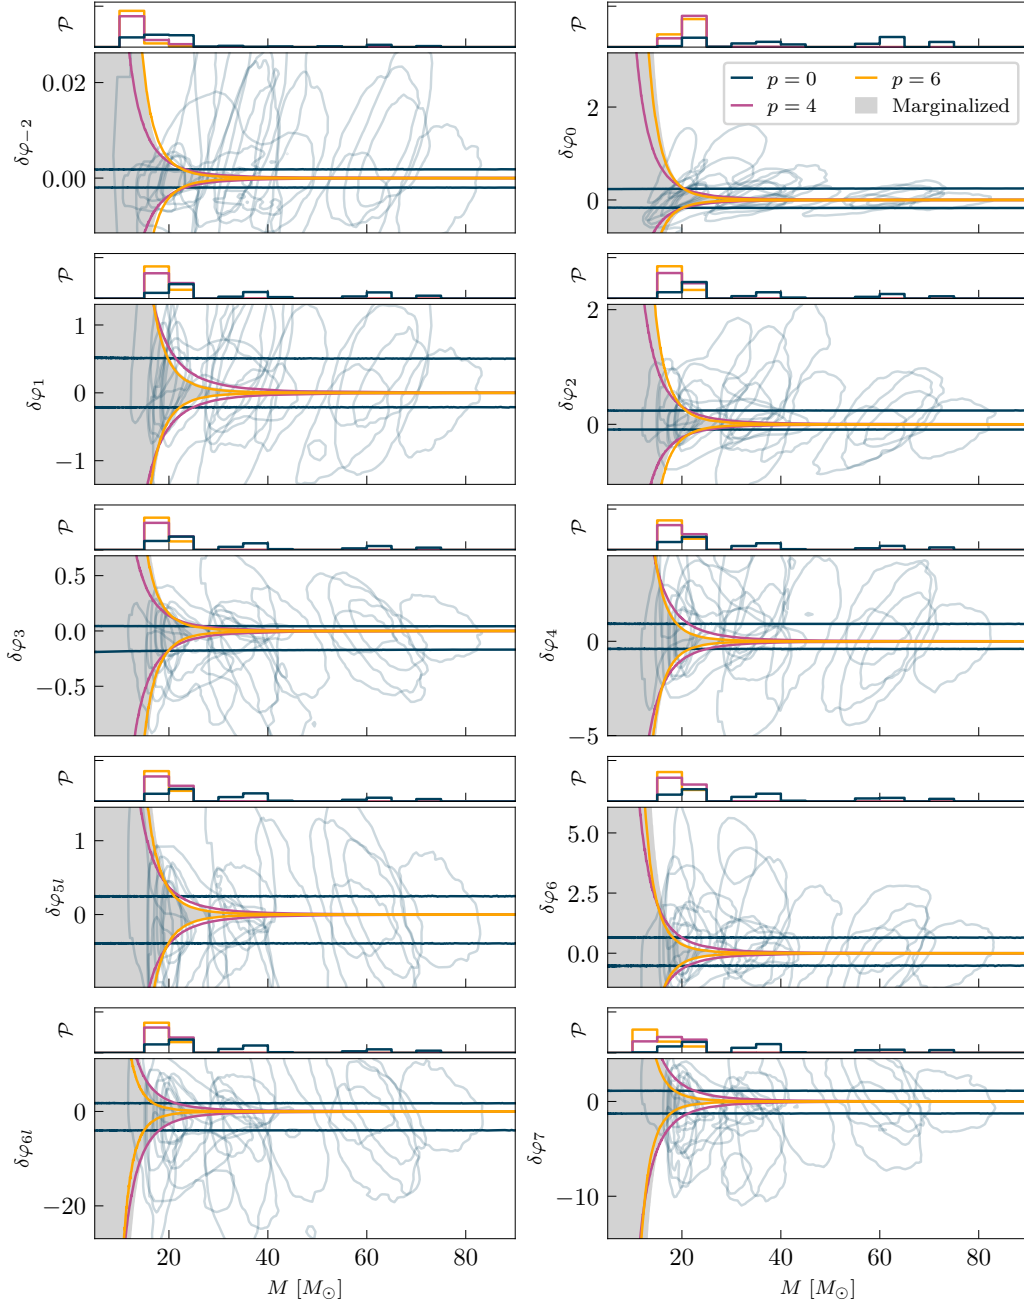 𝒫
0.02
0.00
δφ₋₂
𝒫
2
0
δφ₀
p = 0
p = 4
p = 6
Marginalized
𝒫
1
0
−1
δφ₁
𝒫
2
0
δφ₂
𝒫
0.5
0.0
−0.5
δφ₃
𝒫
0
−5
δφ₄
𝒫
1
0
δφ₅ₗ
𝒫
5.0
2.5
0.0
δφ₆
𝒫
0
−20
δφ₆ₗ
20 40 60 80
M [M⊙]
𝒫
0
−10
δφ₇
20 40 60 80
M [M⊙]